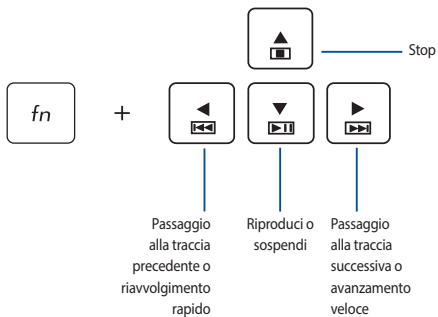 Stop
fn
+
Passaggio
alla traccia
precedente o
riavvolgimento
rapido
Riproduci o
sospendi
Passaggio
alla traccia
successiva o
avanzamento
veloce